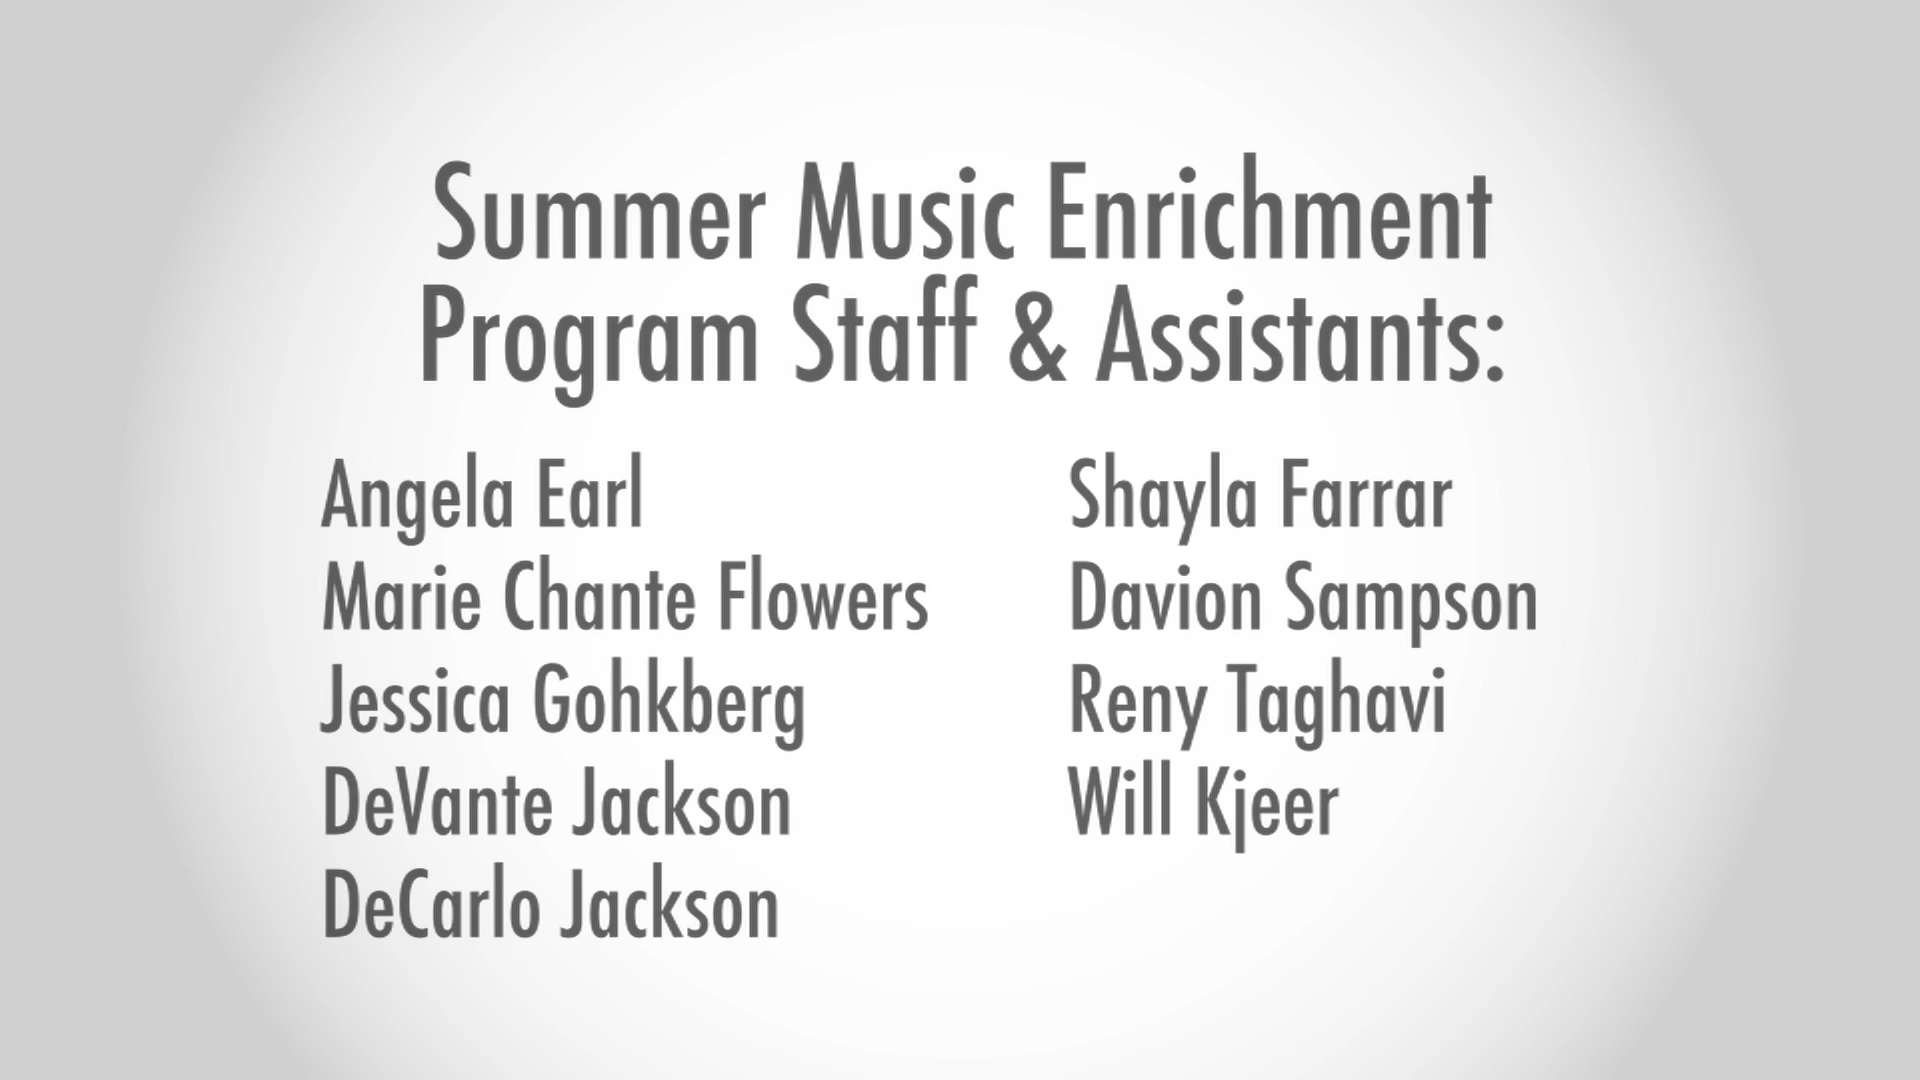 Summer Music Enrichment
Program Staff & Assistants:
Angela Earl
Marie Chante Flowers
Jessica Gohkberg
DeVante Jackson
DeCarlo Jackson
Shayla Farrar
Davion Sampson
Reny Taghavi
Will Kjeer